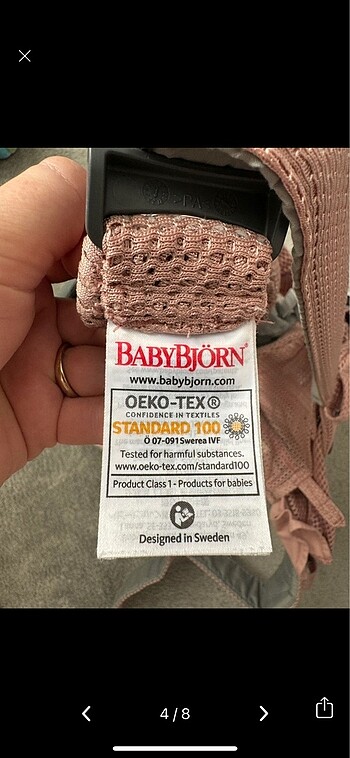 BABYBJÖRN®
www.babybjorn.com
OEKO-TEX®
CONFIDENCE IN TEXTILES
STANDARD 100
Ö 07-091 Swerea IVF
Tested for harmful substances.
www.oeko-tex.com/standard100
Product Class 1 - Products for babies
Designed in Sweden
4 / 8